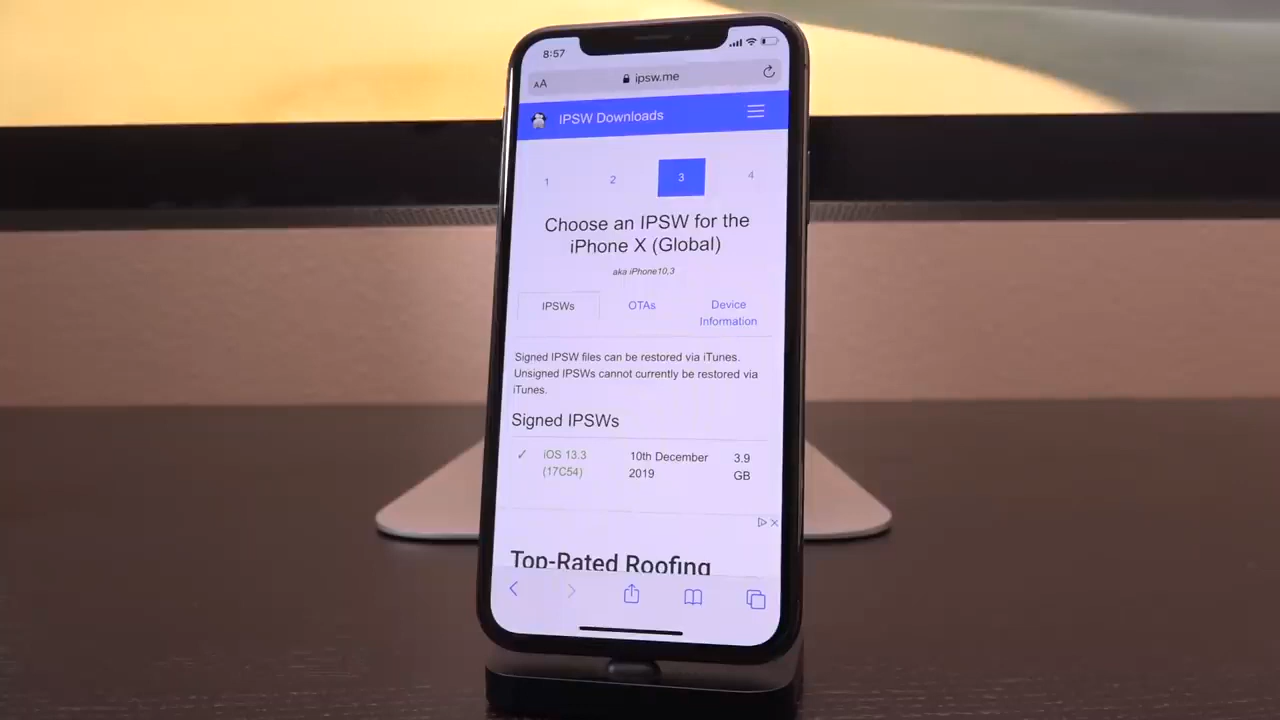 8:57
AA
ipsw.me
IPSW Downloads
1 2 3 4
Choose an IPSW for the
iPhone X (Global)
aka iPhone10,3
IPSWs
OTAs
Device
Information
Signed IPSW files can be restored via iTunes.
Unsigned IPSWs cannot currently be restored via
iTunes.
Signed IPSWs
✓ iOS 13.3 10th December 3.9
(17C54) 2019 GB
Top-Rated Roofing